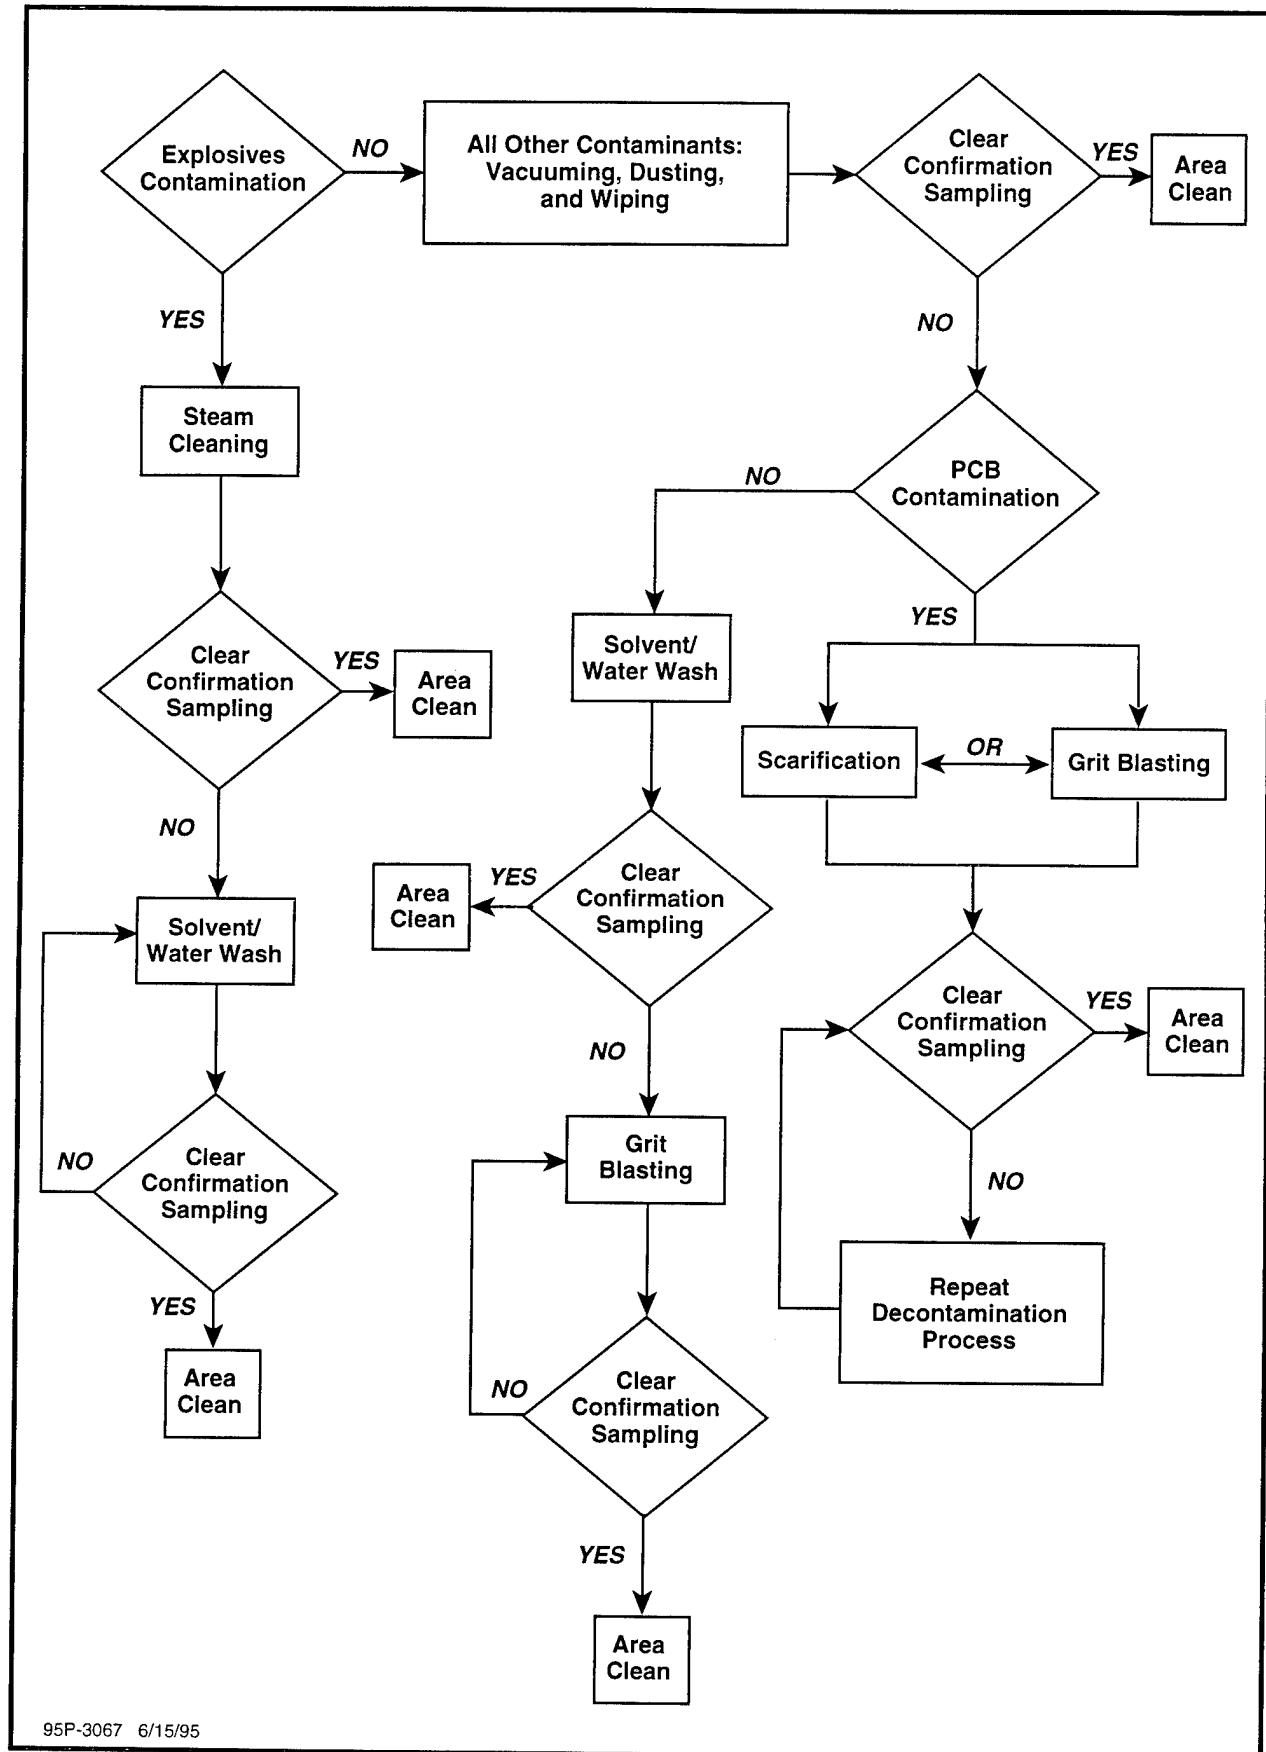 Explosives
Contamination
NO
All Other Contaminants:
Vacuuming, Dusting,
and Wiping
Clear
Confirmation
Sampling
YES
Area
Clean
YES
NO
Steam
Cleaning
PCB
Contamination
NO
YES
Clear
Confirmation
Sampling
YES
Area
Clean
Solvent/
Water Wash
Scarification
OR
Grit Blasting
NO
Area
Clean
YES
Clear
Confirmation
Sampling
Solvent/
Water Wash
Clear
Confirmation
Sampling
YES
Area
Clean
NO
Grit
Blasting
NO
NO
Clear
Confirmation
Sampling
Repeat
Decontamination
Process
YES
Area
Clean
NO
Clear
Confirmation
Sampling
YES
Area
Clean
95P-3067 6/15/95